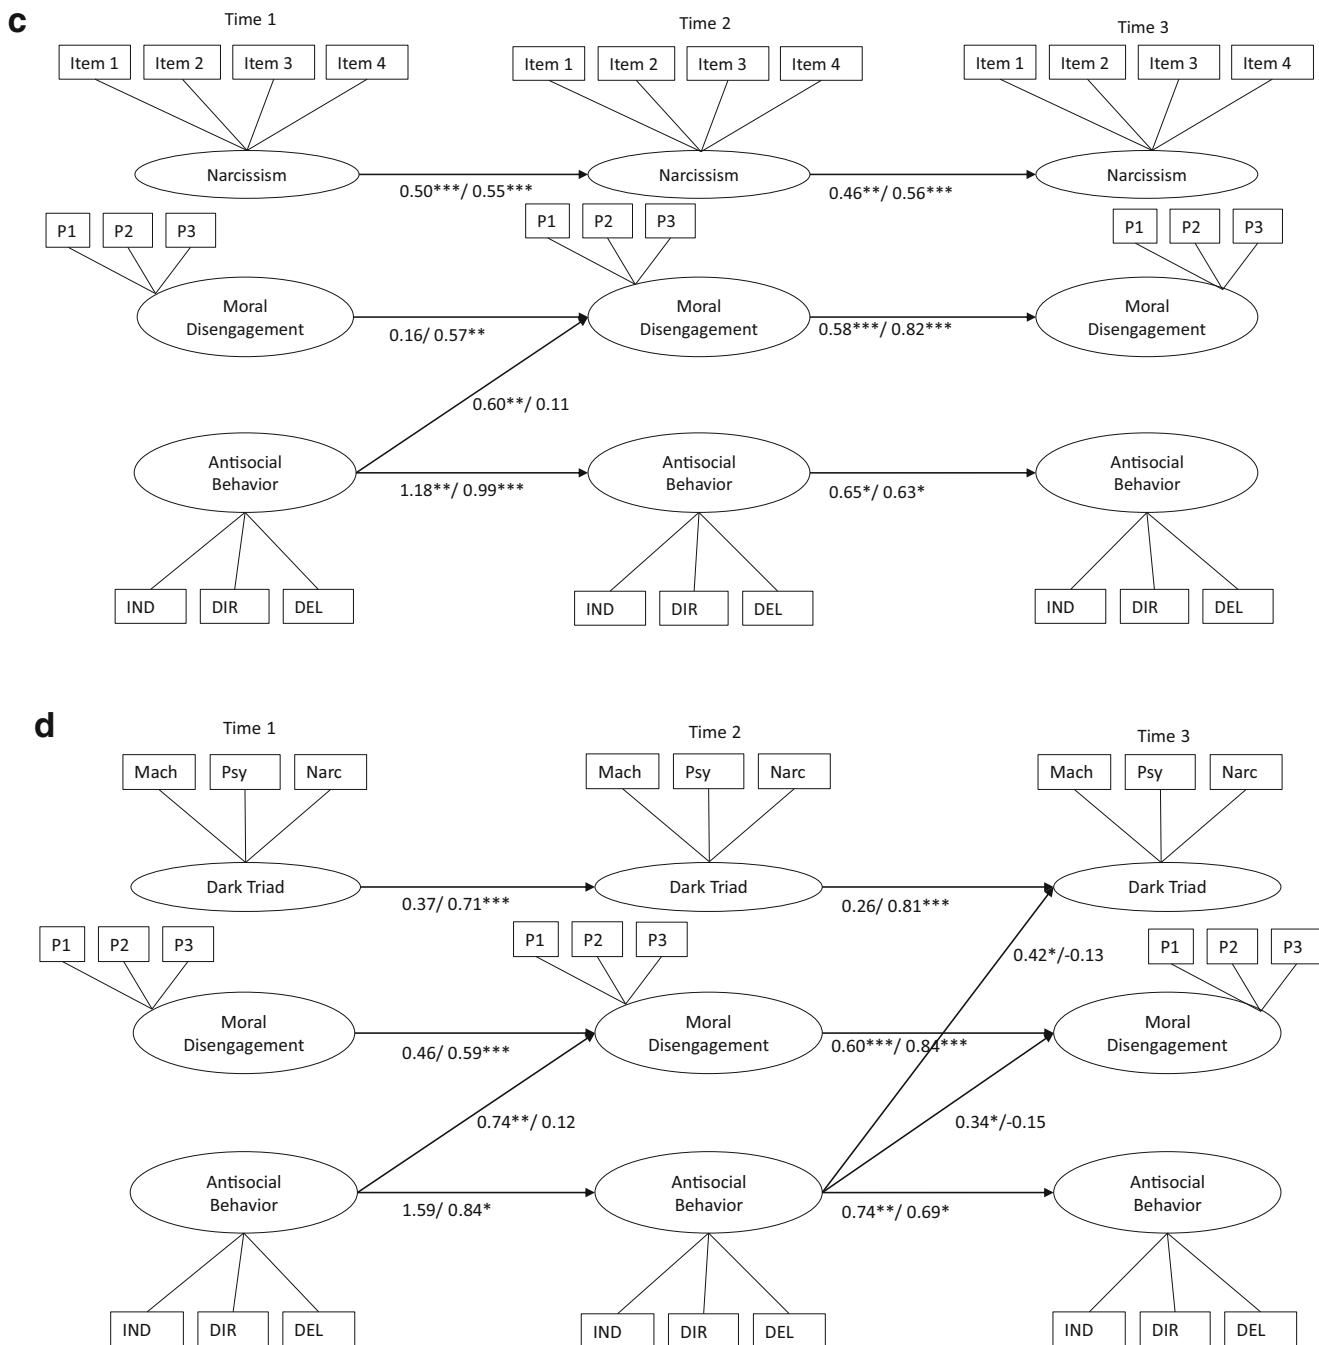 c
Time 1
Time 2
Time 3
Item 1 Item 2 Item 3 Item 4
Item 1 Item 2 Item 3 Item 4
Item 1 Item 2 Item 3 Item 4
Narcissism
0.50***/ 0.55***
Narcissism
0.46**/ 0.56***
Narcissism
P1 P2 P3
P1 P2 P3
P1 P2 P3
Moral
Disengagement
0.16/ 0.57**
Moral
Disengagement
0.58***/ 0.82***
Moral
Disengagement
0.60**/ 0.11
Antisocial
Behavior
1.18**/ 0.99***
Antisocial
Behavior
0.65*/ 0.63*
Antisocial
Behavior
IND DIR DEL
IND DIR DEL
IND DIR DEL
d
Time 1
Time 2
Time 3
Mach Psy Narc
Mach Psy Narc
Mach Psy Narc
Dark Triad
0.37/ 0.71***
Dark Triad
0.26/ 0.81***
Dark Triad
P1 P2 P3
P1 P2 P3
0.42*/-0.13
P1 P2 P3
Moral
Disengagement
0.46/ 0.59***
Moral
Disengagement
0.60***/ 0.84***
Moral
Disengagement
0.74**/ 0.12
0.34*/-0.15
Antisocial
Behavior
1.59/ 0.84*
Antisocial
Behavior
0.74**/ 0.69*
Antisocial
Behavior
IND DIR DEL
IND DIR DEL
IND DIR DEL